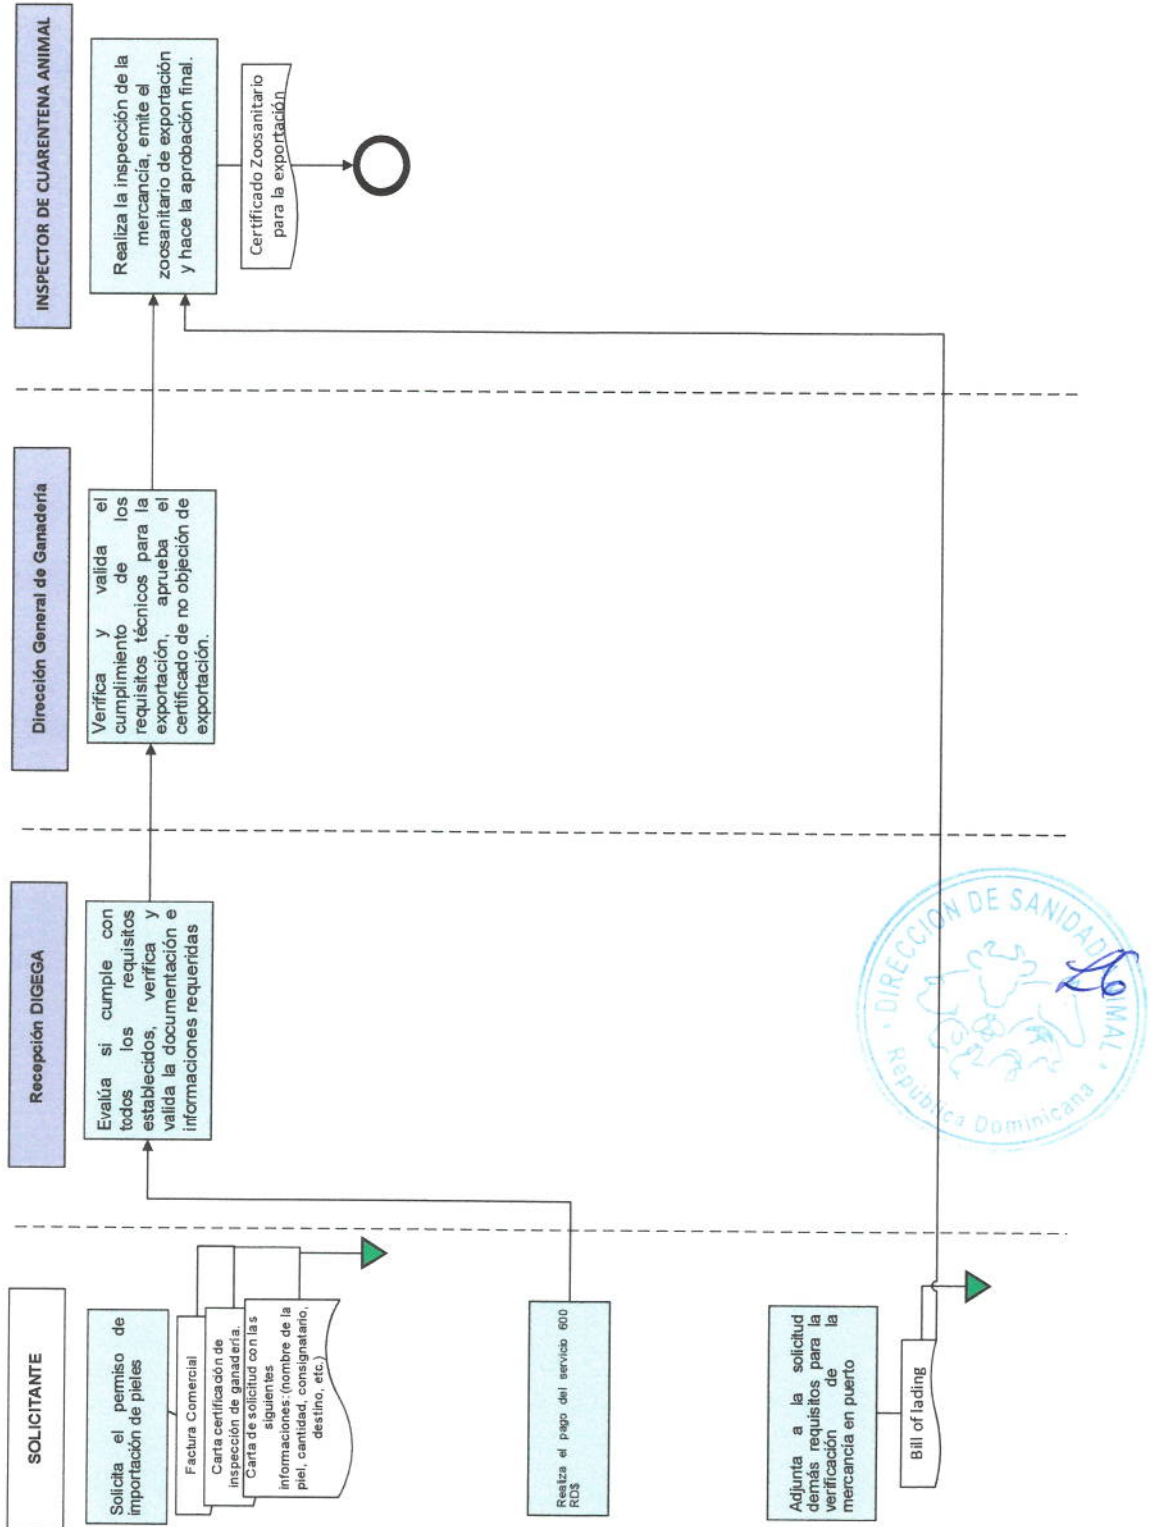 SOLICITANTE
Solicita el permiso de
importación de pieles
Factura Comercial
Carta certificación de
inspección de ganadería.
Carta de solicitud con las
siguientes
informaciones:(nombre de la
piel, cantidad, consignatario,
destino, etc.)
Realiza el pago del servicio 600
RD$
Adjunta a la solicitud
demás requisitos para la
verificación de la
mercancía en puerto
Bill of lading
Recepción DIGEGA
Evalúa si cumple con
todos los requisitos
establecidos, verifica y
valida la documentación e
informaciones requeridas
Dirección General de Ganadería
Verifica y valida el
cumplimiento de los
requisitos técnicos para la
exportación, aprueba el
certificado de no objeción de
exportación.
INSPECTOR DE CUARENTENA ANIMAL
Realiza la inspección de la
mercancía, emite el
zoosanitario de exportación
y hace la aprobación final.
Certificado Zoosanitario
para la exportación
DIRECCION DE SANIDAD ANIMAL
República Dominicana